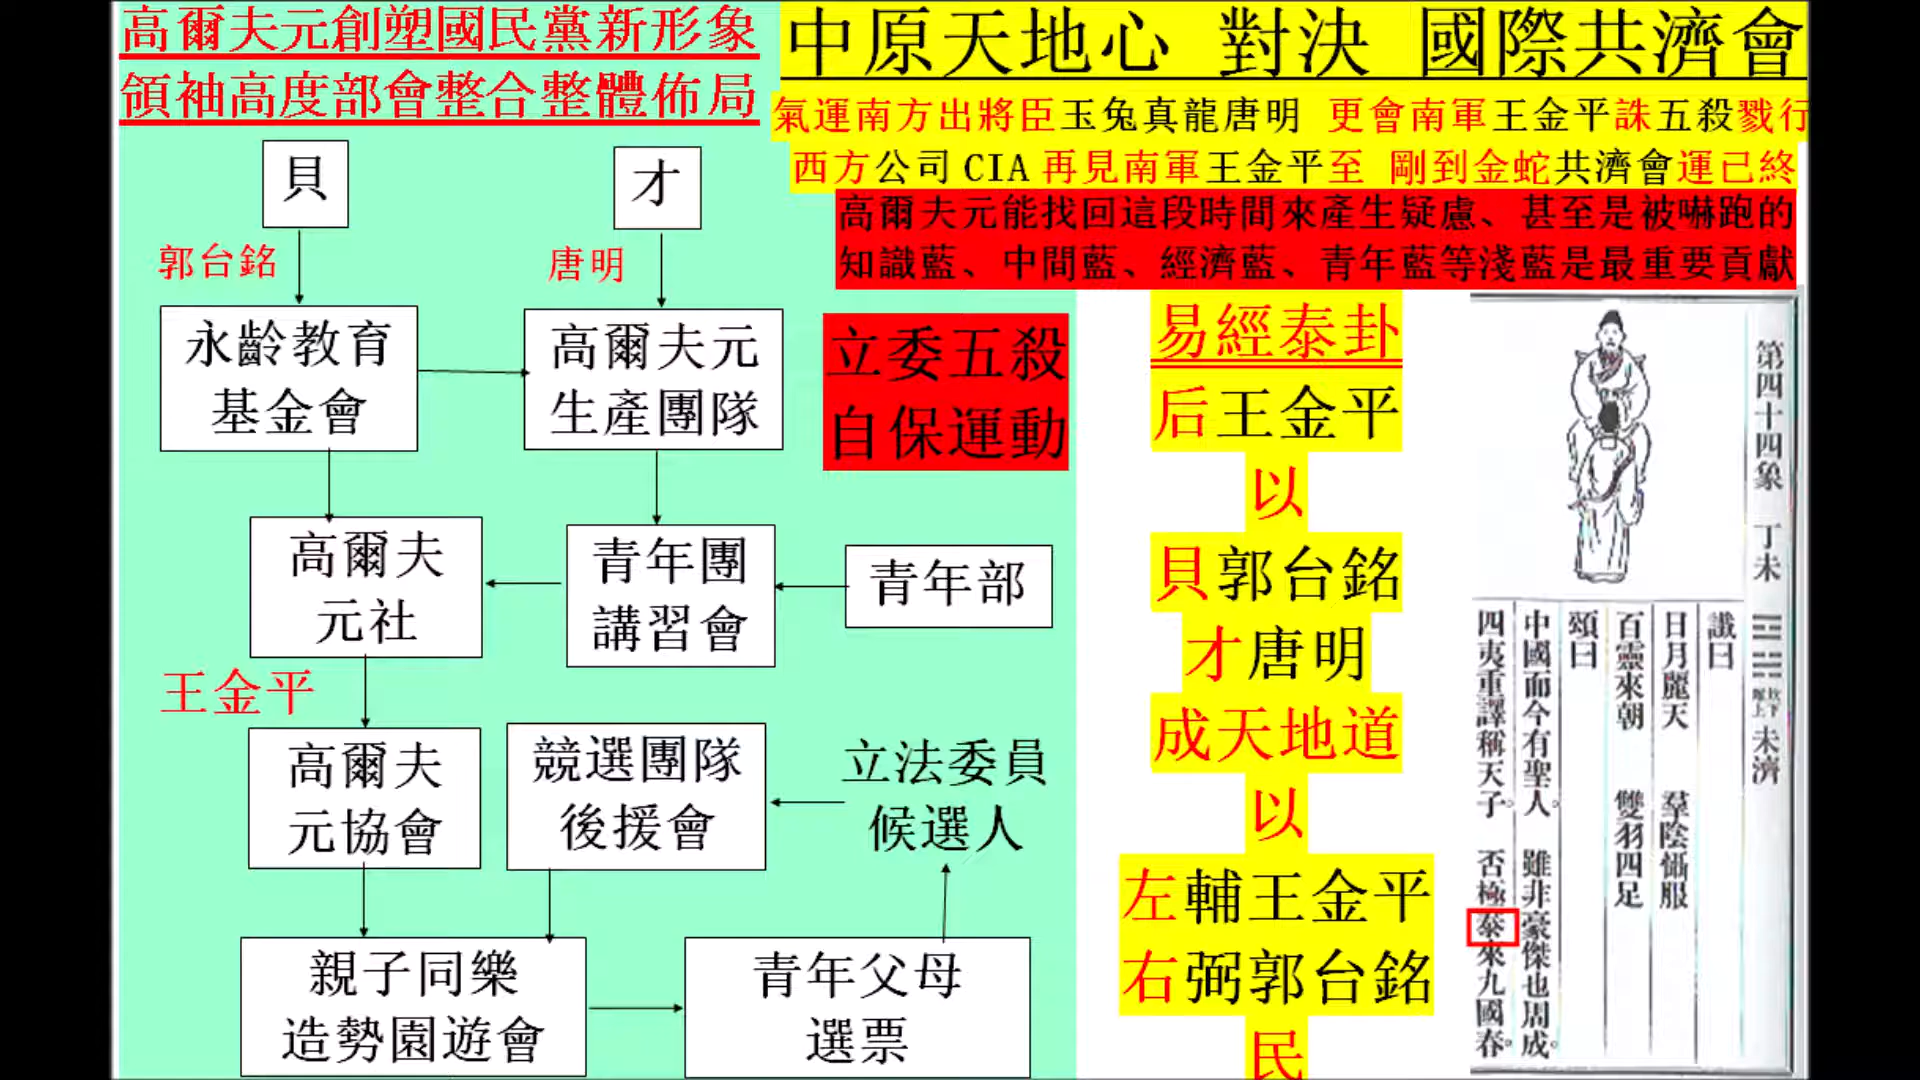 高爾夫元創塑國民黨新形象
領袖高度部會整合整體佈局
貝
才
郭台銘
唐明
永齡教育
基金會
高爾夫元
生產團隊
立委五殺
自保運動
高爾夫
元社
青年團
講習會
青年部
王金平
高爾夫
元協會
競選團隊
後援會
立法委員
候選人
親子同樂
造勢園遊會
青年父母
選票
中原天地心 對決 國際共濟會
氣運南方出將臣玉兔真龍唐明 更會南軍王金平誅五殺戮行
西方公司CIA再見南軍王金平至 剛到金蛇共濟會運已終
高爾夫元能找回這段時間來產生疑慮、甚至是被嚇跑的
知識藍、中間藍、經濟藍、青年藍等淺藍是最重要貢獻
易經泰卦
后王金平
以
貝郭台銘
才唐明
成天地道
以
左輔王金平
右弼郭台銘
民
第四十四象 丁未 坎下離上 未濟
讖曰
日月麗天 羣陰懾服
百靈來朝 雙羽四足
頌曰
中國而今有聖人。 雖非豪傑也周成。
四夷重譯稱天子。 否極泰來九國春。